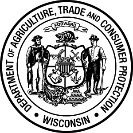 DEPARTMENT OF AGRICULTURE, TRADE AND CONSUMER PROTECTION
• WISCONSIN •